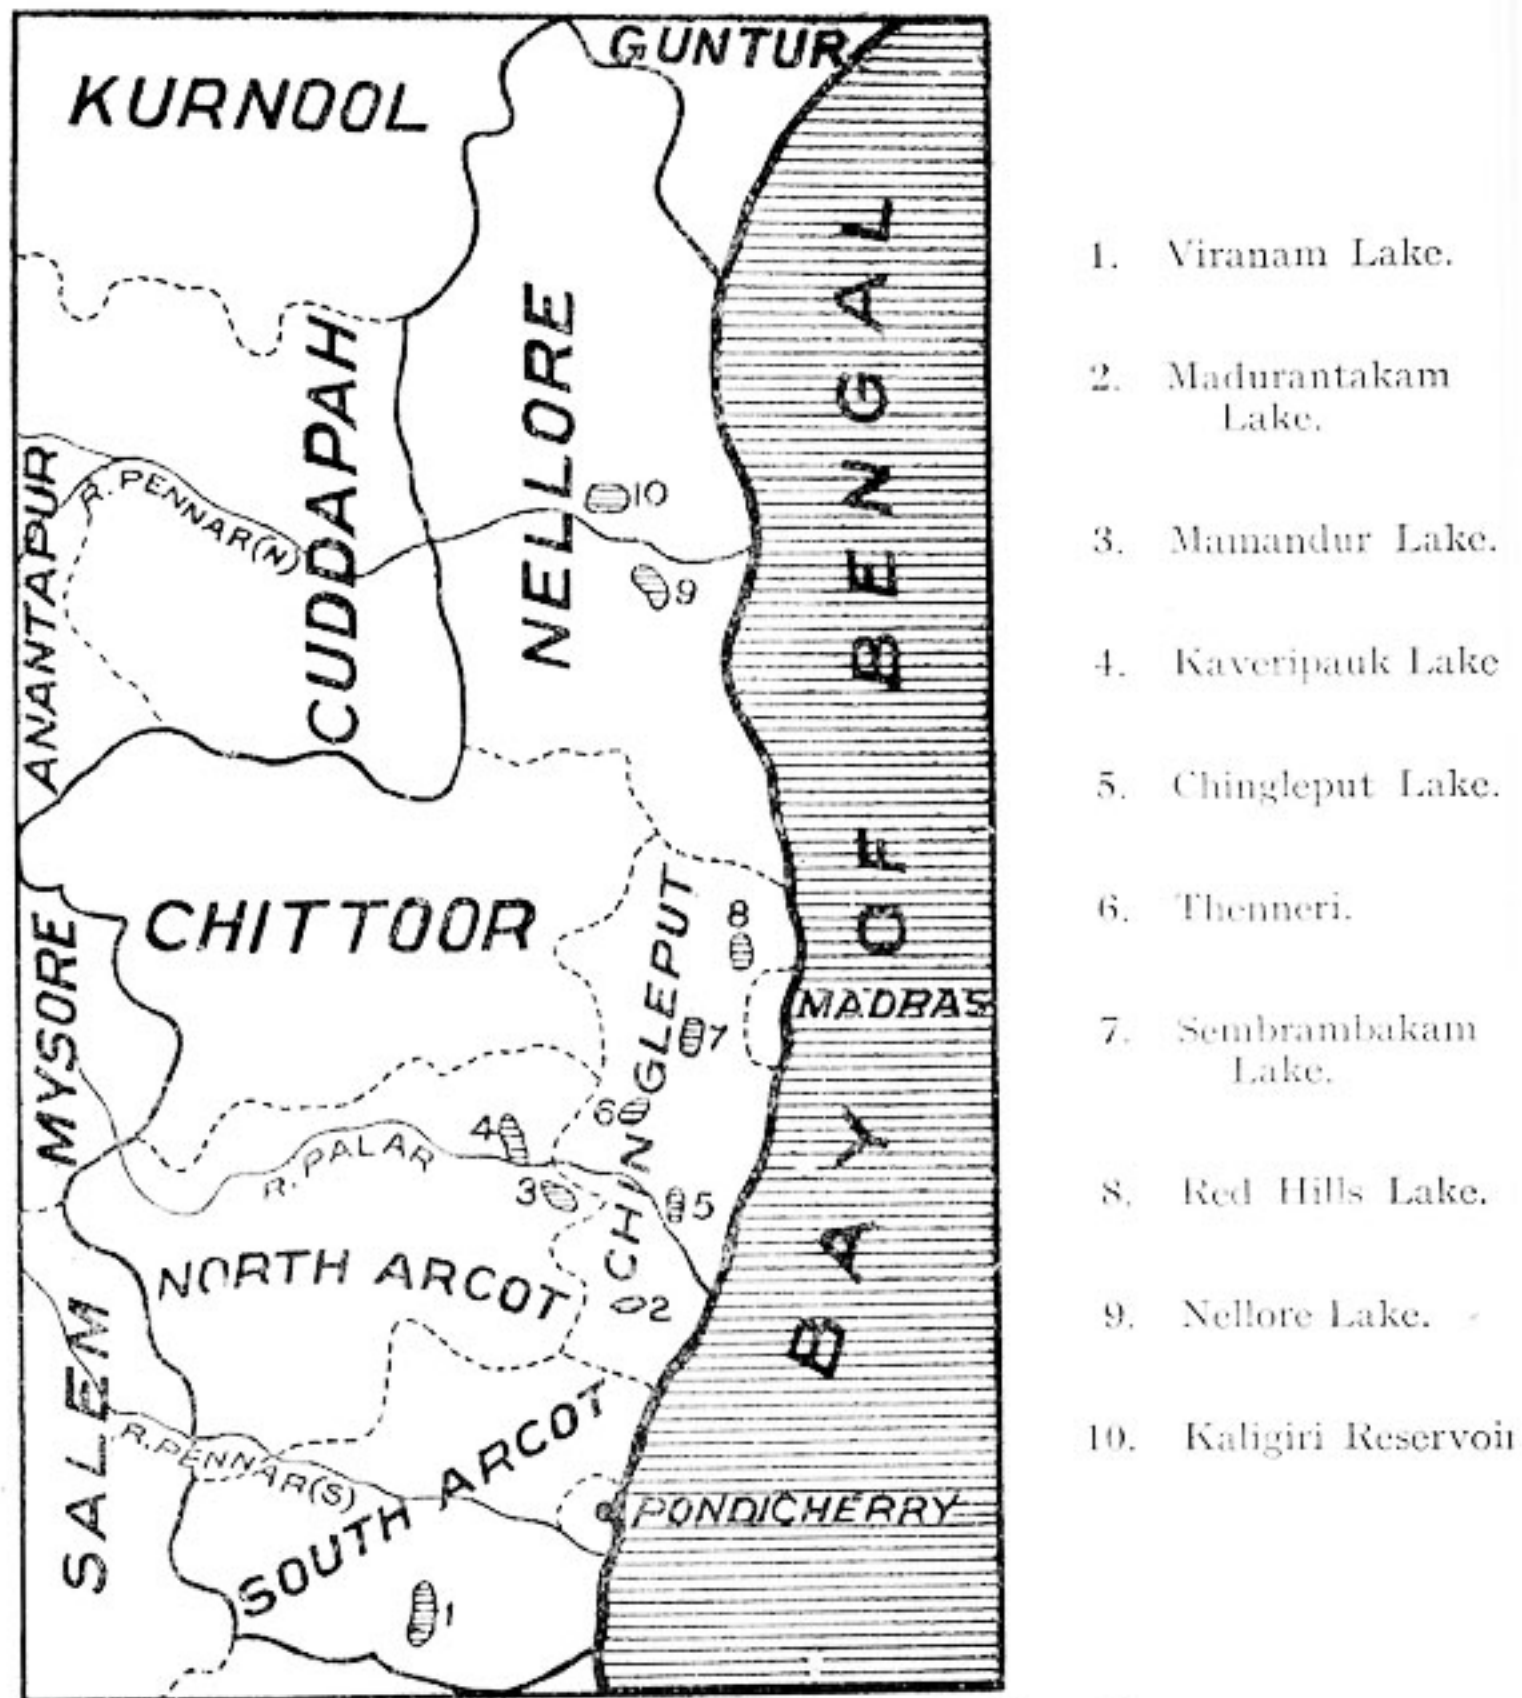 GUNTUR
KURNOOL
BAY OF BENGAL
NELLORE
CUDDAPAH
ANANTAPUR
R. PENNAR(N)
10
9
CHITTOOR
CHINGLEPUT
8
MYSORE
MADRAS
7
6
4
R. PALAR
3
5
NORTH ARCOT
2
SALEM
R. PENNAR(S)
SOUTH ARCOT
PONDICHERRY
1
1. Viranam Lake.
2. Madurantakam
Lake.
3. Mamandur Lake.
4. Kaveripauk Lake
5. Chingleput Lake.
6. Thenneri.
7. Sembrambakam
Lake.
8. Red Hills Lake.
9. Nellore Lake.
10. Kaligiri Reservoir